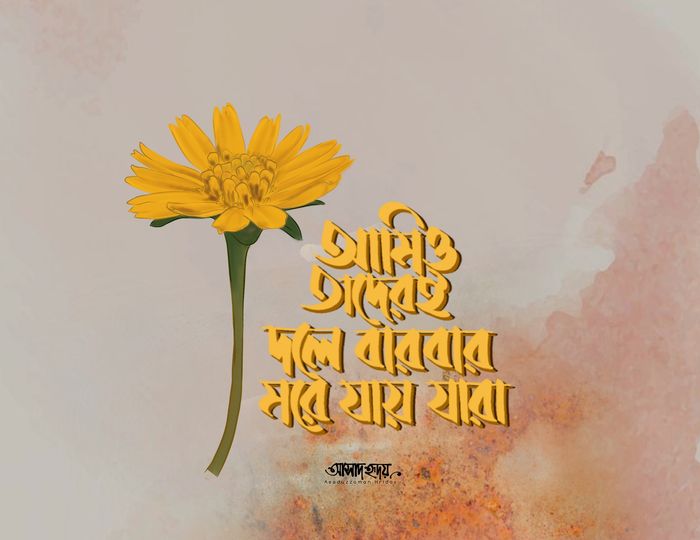 আমিও
তাদেরই
দলে বারবার
মরে যায় যারা
আসাদ হৃদয়
Asaduzzaman Hridoy